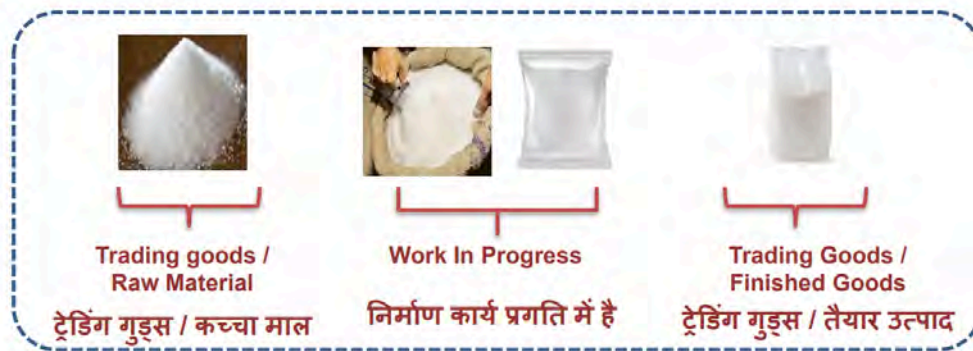 Trading goods /
Raw Material
ट्रेडिंग गुड्स / कच्चा माल
Work In Progress
निर्माण कार्य प्रगति में है
Trading Goods /
Finished Goods
ट्रेडिंग गुड्स / तैयार उत्पाद